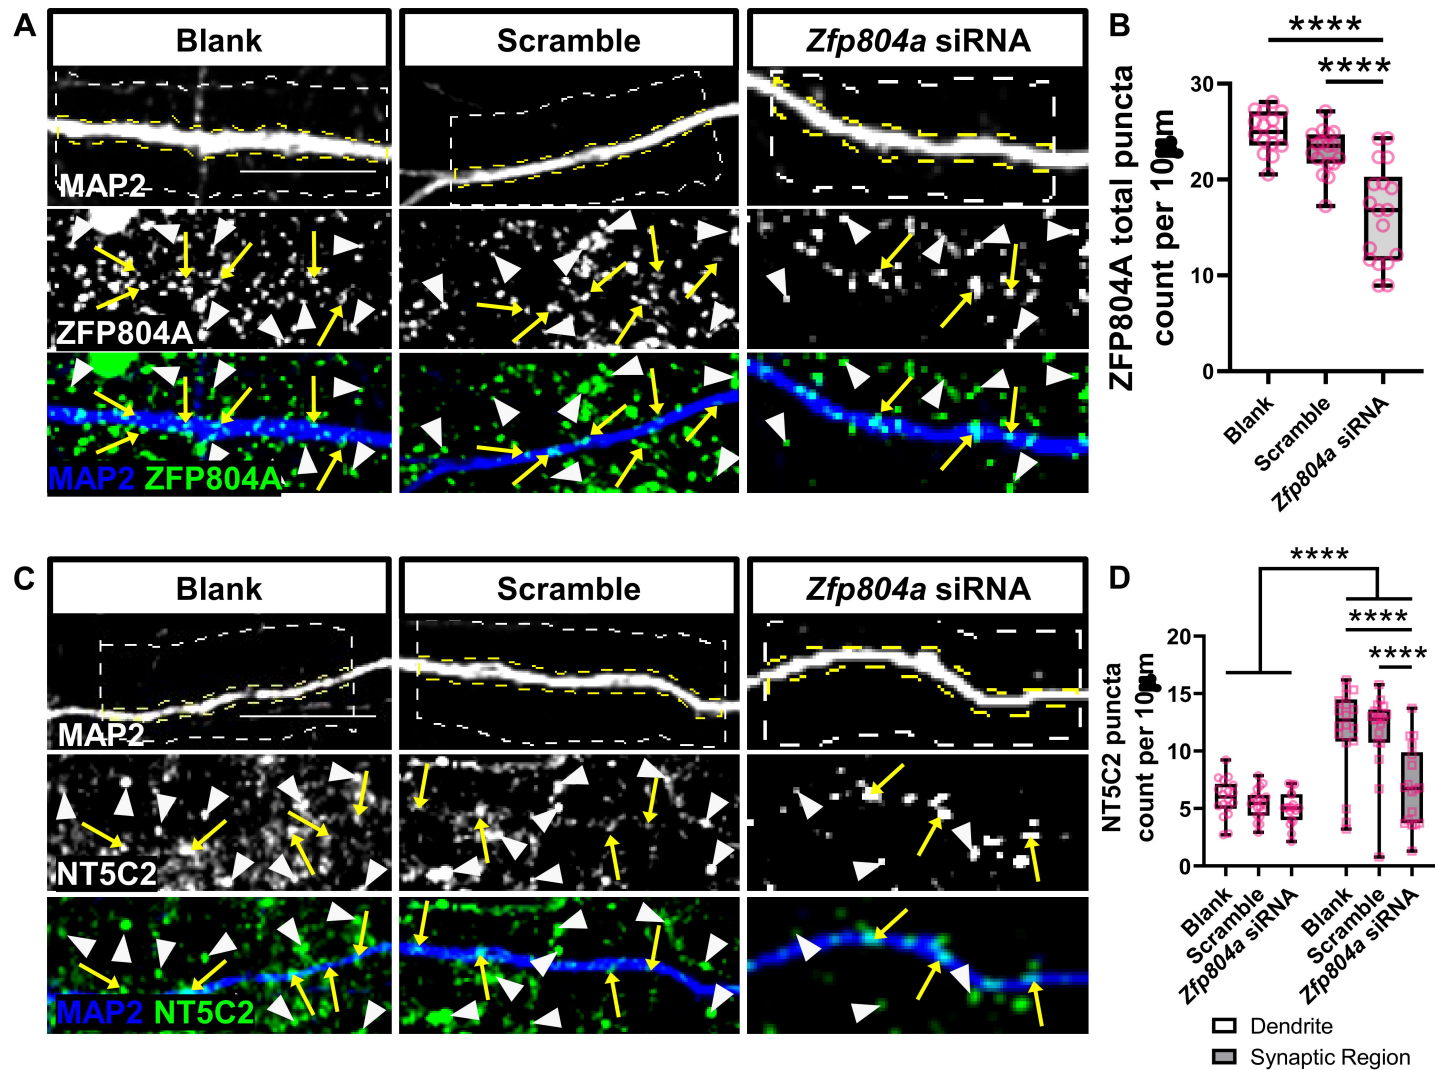 A
Blank
Scramble
Zfp804a siRNA
MAP2
ZFP804A
MAP2 ZFP804A
B
****
****
ZFP804A total puncta
count per 10µm
30
20
10
0
Blank
Scramble
Zfp804a siRNA
C
Blank
Scramble
Zfp804a siRNA
MAP2
NT5C2
MAP2 NT5C2
D
****
****
****
NT5C2 puncta
count per 10µm
20
15
10
5
0
Blank
Scramble
Zfp804a siRNA
Blank
Scramble
Zfp804a siRNA
Dendrite
Synaptic Region